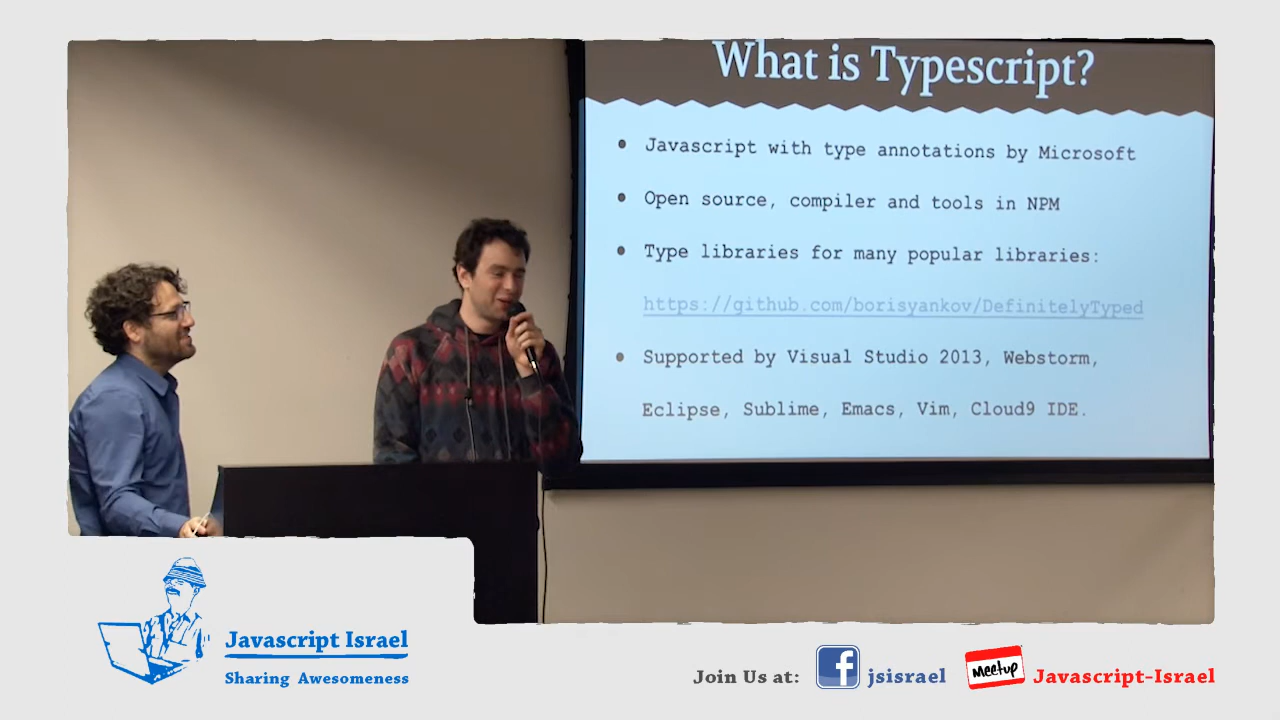 What is Typescript?
Javascript with type annotations by Microsoft
Open source, compiler and tools in NPM
Type libraries for many popular libraries:
https://github.com/borisyankov/DefinitelyTyped
Supported by Visual Studio 2013, Webstorm,
Eclipse, Sublime, Emacs, Vim, Cloud9 IDE.
Javascript Israel
Sharing Awesomeness
Join Us at: f jsisrael Meetup Javascript-Israel